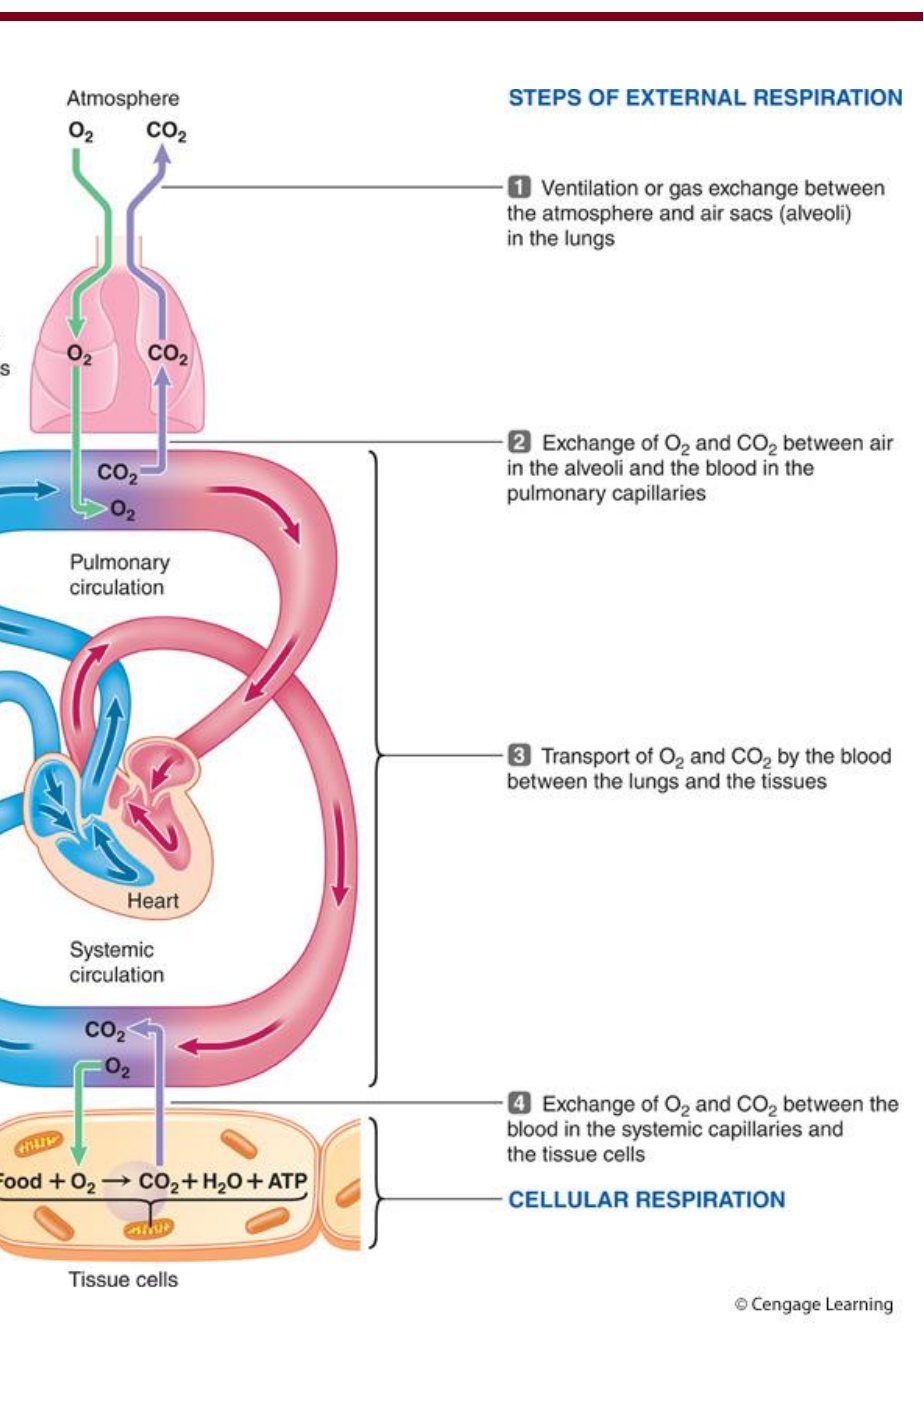 Atmosphere
O₂ CO₂
STEPS OF EXTERNAL RESPIRATION
1 Ventilation or gas exchange between
the atmosphere and air sacs (alveoli)
in the lungs
O₂ CO₂
s
2 Exchange of O₂ and CO₂ between air
in the alveoli and the blood in the
pulmonary capillaries
CO₂
O₂
Pulmonary
circulation
3 Transport of O₂ and CO₂ by the blood
between the lungs and the tissues
Heart
Systemic
circulation
CO₂
O₂
4 Exchange of O₂ and CO₂ between the
blood in the systemic capillaries and
the tissue cells
Food + O₂ → CO₂ + H₂O + ATP
CELLULAR RESPIRATION
Tissue cells
© Cengage Learning